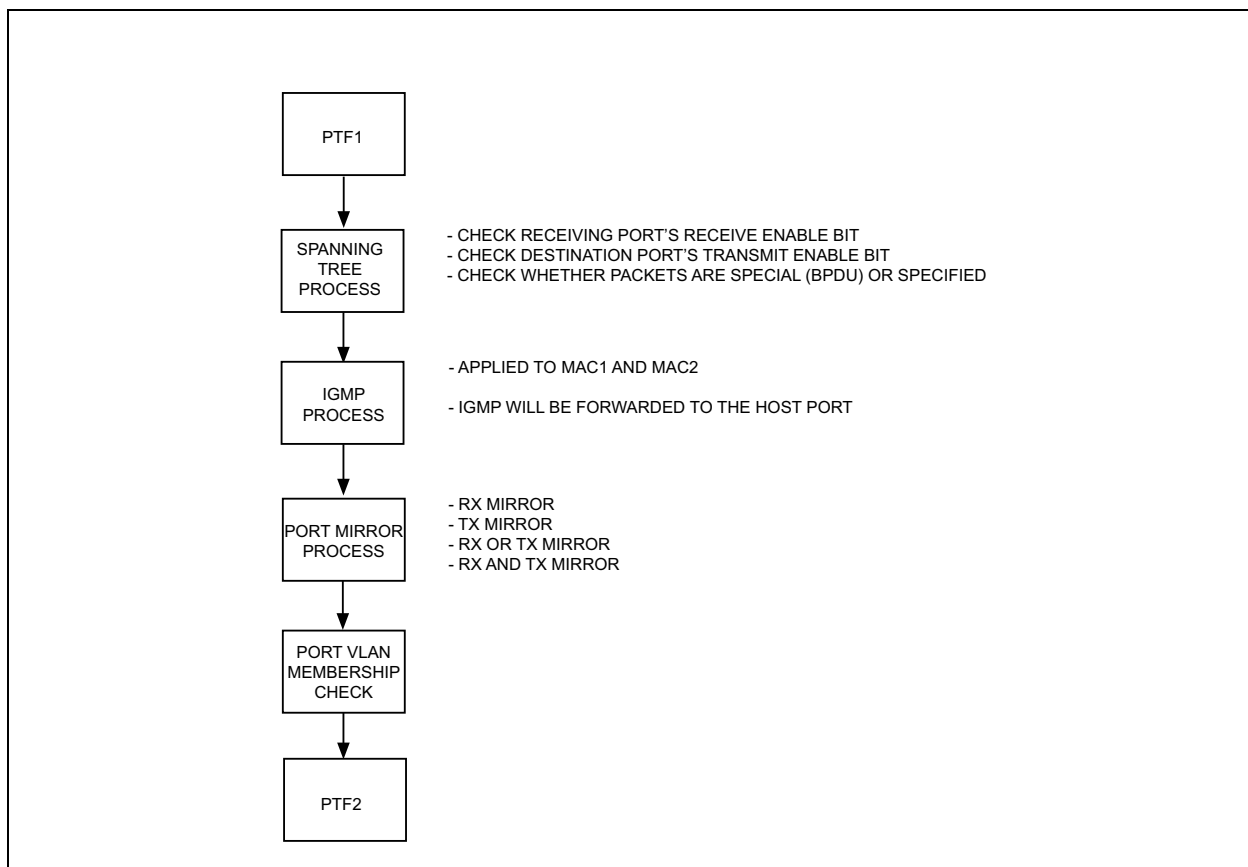 PTF1
SPANNING
TREE
PROCESS
- CHECK RECEIVING PORT’S RECEIVE ENABLE BIT
- CHECK DESTINATION PORT’S TRANSMIT ENABLE BIT
- CHECK WHETHER PACKETS ARE SPECIAL (BPDU) OR SPECIFIED
IGMP
PROCESS
- APPLIED TO MAC1 AND MAC2
- IGMP WILL BE FORWARDED TO THE HOST PORT
PORT MIRROR
PROCESS
- RX MIRROR
- TX MIRROR
- RX OR TX MIRROR
- RX AND TX MIRROR
PORT VLAN
MEMBERSHIP
CHECK
PTF2